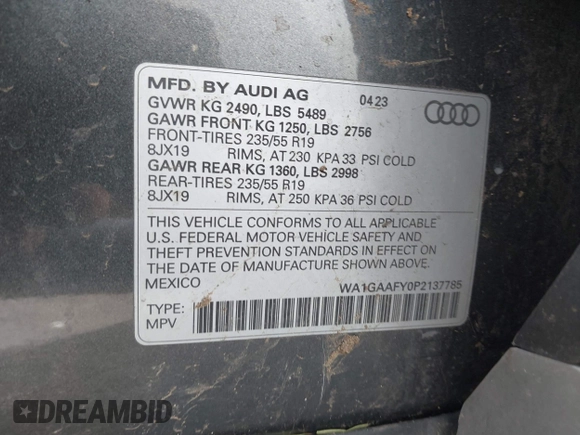 MFD. BY AUDI AG 04 23
GVWR KG 2490, LBS 5489
GAWR FRONT KG 1250, LBS 2756
FRONT-TIRES 235/55 R19
8JX19 RIMS, AT 230 KPA 33 PSI COLD
GAWR REAR KG 1360, LBS 2998
REAR-TIRES 235/55 R19
8JX19 RIMS, AT 250 KPA 36 PSI COLD
THIS VEHICLE CONFORMS TO ALL APPLICABLE
U.S. FEDERAL MOTOR VEHICLE SAFETY AND
THEFT PREVENTION STANDARDS IN EFFECT ON
THE DATE OF MANUFACTURE SHOWN ABOVE.
MEXICO WA1GAAFY0P2137785
TYPE:
MPV
DREAMBID